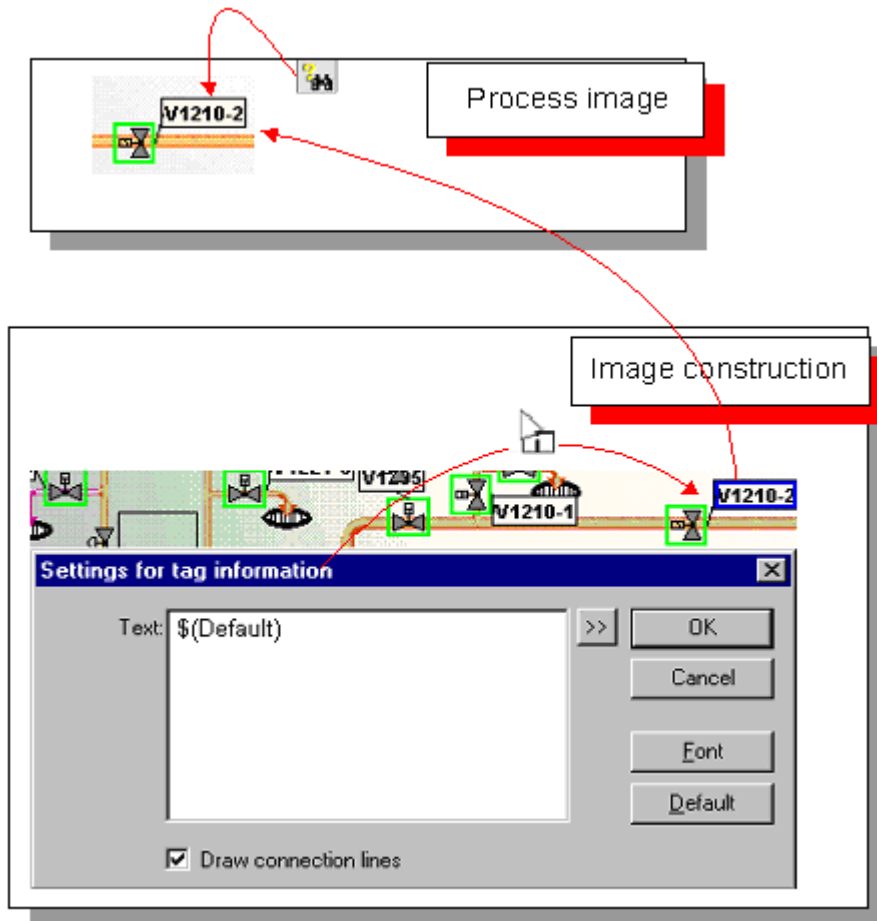 Process image
V1210-2
Image construction
V1295
V1210-1
V1210-2
Settings for tag information
Text:
$(Default)
>>
OK
Cancel
Font
Default
Draw connection lines